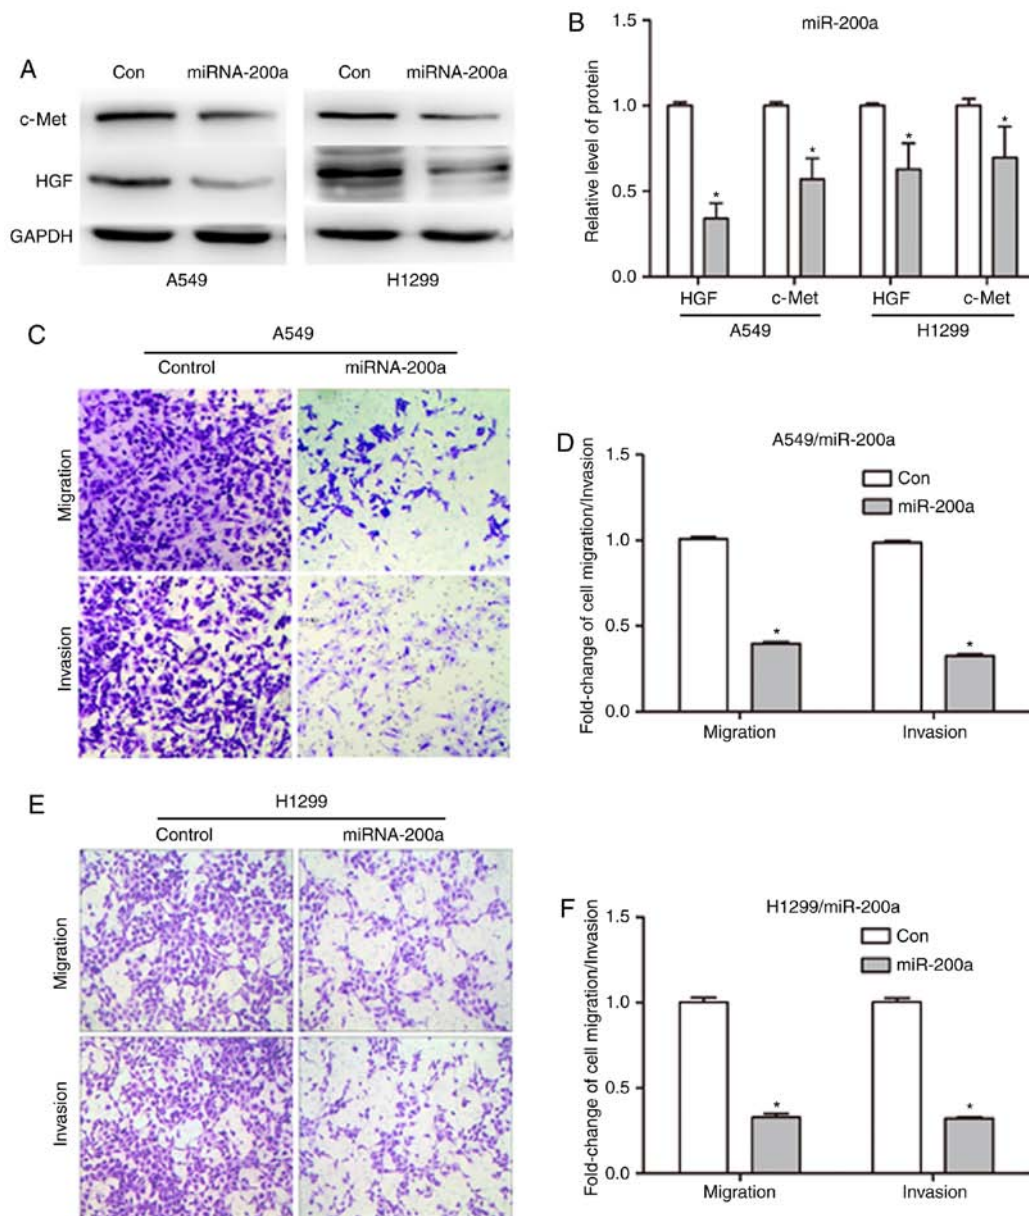 A
Con miRNA-200a Con miRNA-200a
c-Met
HGF
GAPDH
A549 H1299
B
miR-200a
Relative level of protein
1.5
1.0
0.5
0.0
* * * *
HGF c-Met HGF c-Met
A549 H1299
C
A549
Control miRNA-200a
Migration
Invasion
D
A549/miR-200a
Fold-change of cell migration/Invasion
1.5
1.0
0.5
0.0
Con
miR-200a
* *
Migration Invasion
E
H1299
Control miRNA-200a
Migration
Invasion
F
H1299/miR-200a
Fold-change of cell migration/Invasion
1.5
1.0
0.5
0.0
Con
miR-200a
* *
Migration Invasion